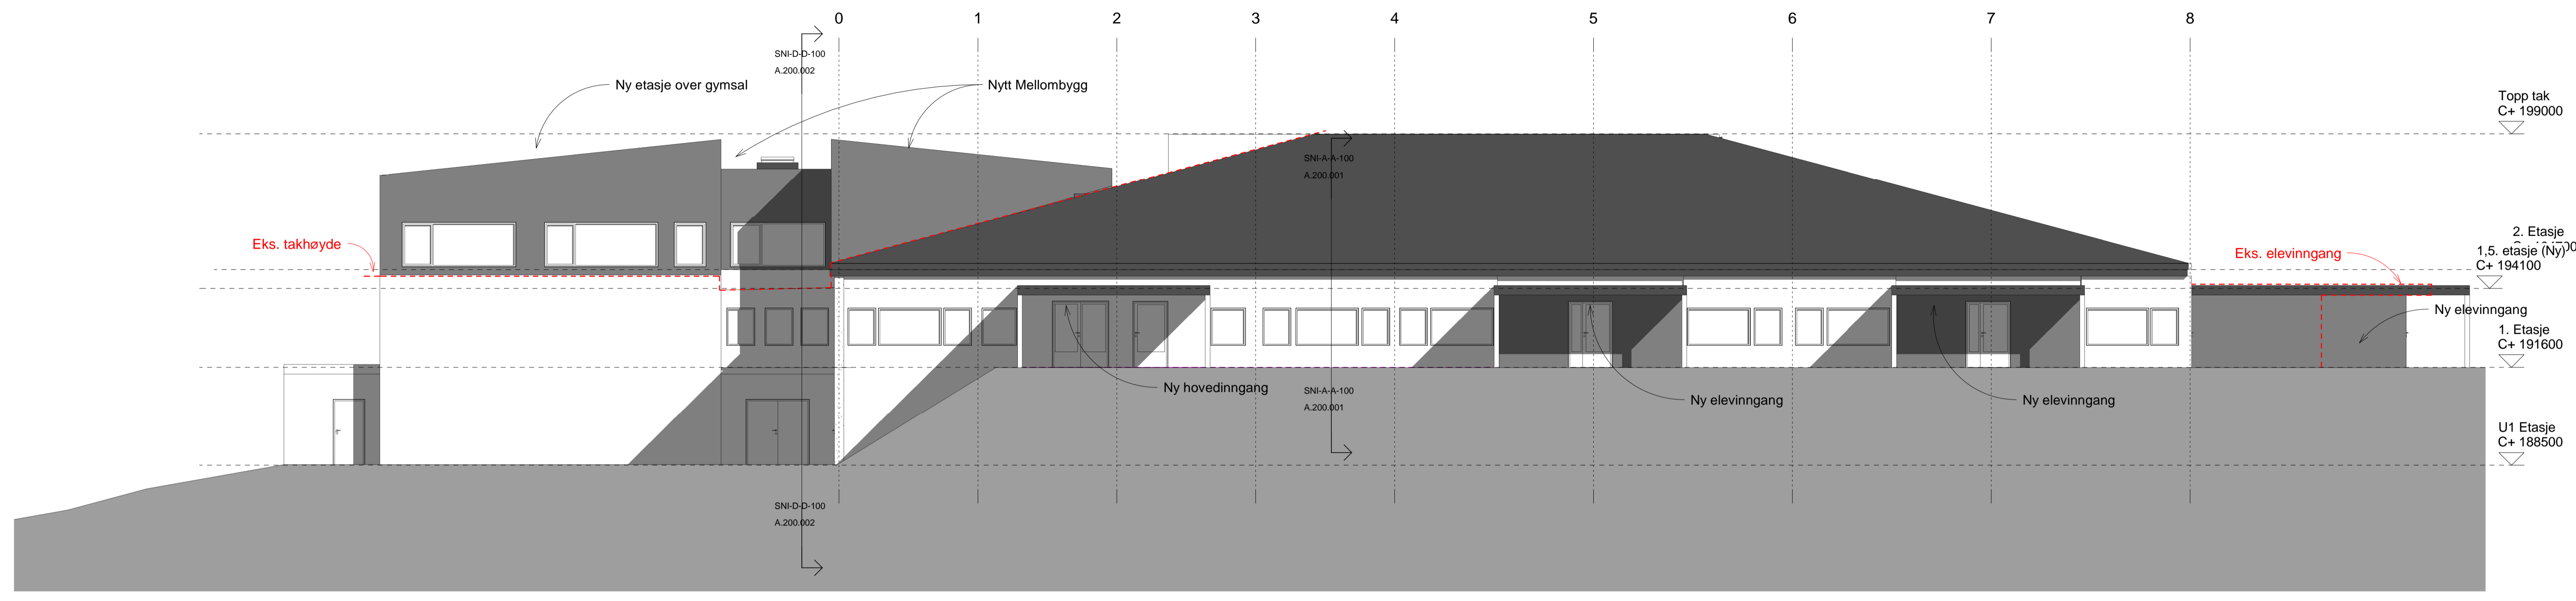 0 1 2 3 4 5 6 7 8
SNI-D-D-100
A.200.002
Ny etasje over gymsal
Nytt Mellombygg
Topp tak
C+ 199000
SNI-A-A-100
A.200.001
Eks. takhøyde
2. Etasje
1,5. etasje (Ny)
C+ 194100
Eks. elevinngang
Ny elevinngang
1. Etasje
C+ 191600
Ny hovedinngang
SNI-A-A-100
A.200.001
Ny elevinngang
Ny elevinngang
U1 Etasje
C+ 188500
SNI-D-D-100
A.200.002